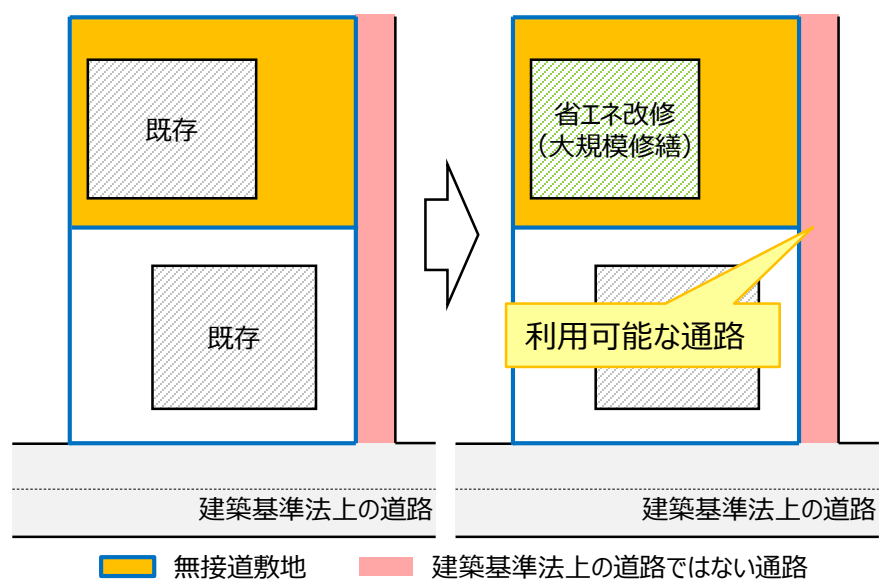 既存
既存
建築基準法上の道路
省エネ改修
（大規模修繕）
利用可能な通路
建築基準法上の道路
無接道敷地
建築基準法上の道路ではない通路